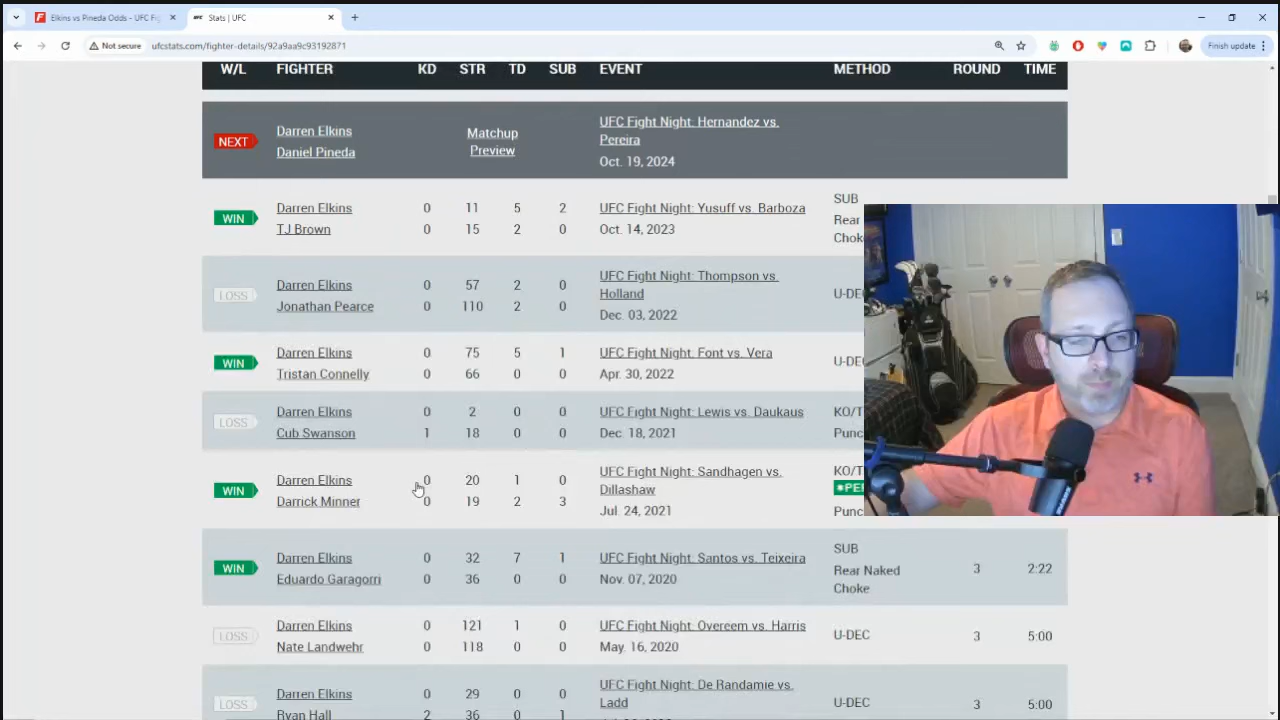 Elkins vs Pineda Odds - UFC Fi
UFC Stats | UFC
Not secure ufcstats.com/fighter-details/92a9aa9c93192871 Finish update
W/L FIGHTER KD STR TD SUB EVENT METHOD ROUND TIME
NEXT Darren Elkins Matchup UFC Fight Night: Hernandez vs.
Daniel Pineda Preview Pereira
Oct. 19, 2024
WIN Darren Elkins 0 11 5 2 UFC Fight Night: Yusuff vs. Barboza SUB
TJ Brown 0 15 2 0 Oct. 14, 2023 Rear
Choke
LOSS Darren Elkins 0 57 2 0 UFC Fight Night: Thompson vs. U-DEC
Jonathan Pearce 0 110 2 0 Holland
Dec. 03, 2022
WIN Darren Elkins 0 75 5 1 UFC Fight Night: Font vs. Vera U-DEC
Tristan Connelly 0 66 0 0 Apr. 30, 2022
LOSS Darren Elkins 0 2 0 0 UFC Fight Night: Lewis vs. Daukaus KO/T
Cub Swanson 1 18 0 0 Dec. 18, 2021 Punc
WIN Darren Elkins 0 20 1 0 UFC Fight Night: Sandhagen vs. KO/T
Darrick Minner 0 19 2 3 Dillashaw *PE
Jul. 24, 2021 Punc
WIN Darren Elkins 0 32 7 1 UFC Fight Night: Santos vs. Teixeira SUB 3 2:22
Eduardo Garagorri 0 36 0 0 Nov. 07, 2020 Rear Naked
Choke
LOSS Darren Elkins 0 121 1 0 UFC Fight Night: Overeem vs. Harris U-DEC 3 5:00
Nate Landwehr 0 118 0 0 May. 16, 2020
LOSS Darren Elkins 0 29 0 0 UFC Fight Night: De Randamie vs. U-DEC 3 5:00
Ryan Hall 2 36 0 1 Ladd